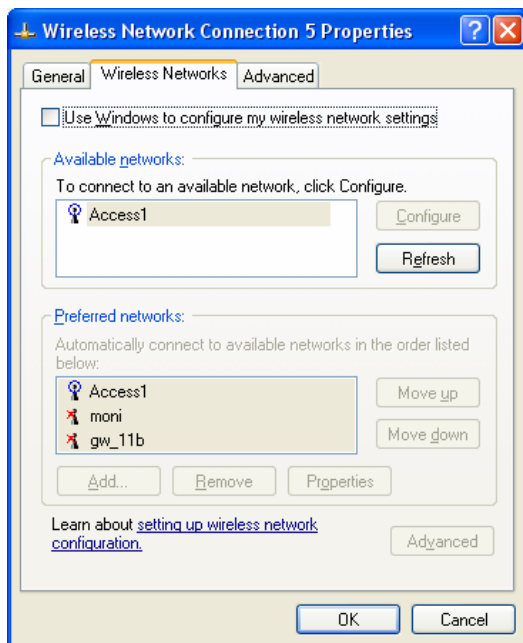 Wireless Network Connection 5 Properties
General Wireless Networks Advanced
Use Windows to configure my wireless network settings
Available networks:
To connect to an available network, click Configure.
Access1
Configure
Refresh
Preferred networks:
Automatically connect to available networks in the order listed
below:
Access1
moni
gw_11b
Move up
Move down
Add... Remove Properties
Learn about setting up wireless network
configuration.
Advanced
OK Cancel